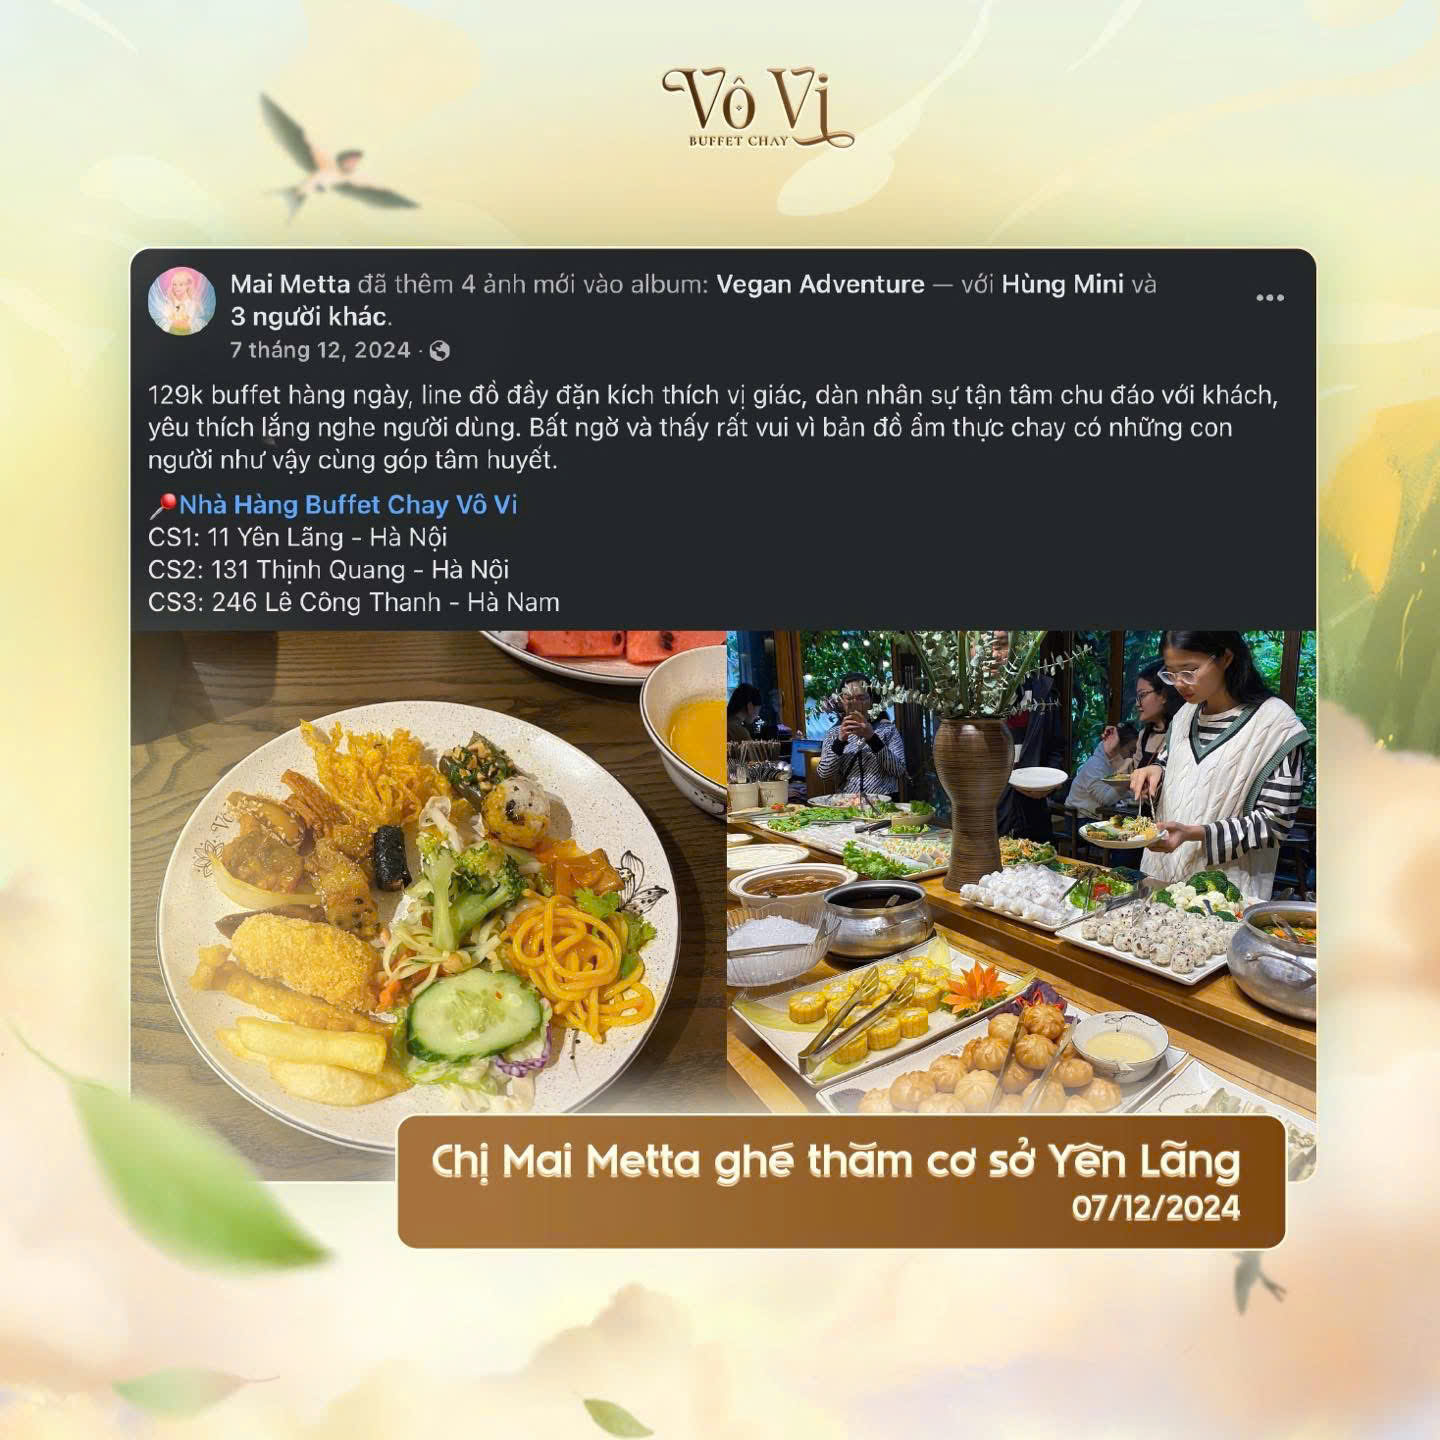 Vô Vị
BUFFET CHAY
Mai Metta đã thêm 4 ảnh mới vào album: Vegan Adventure — với Hùng Mini và
3 người khác.
7 tháng 12, 2024 ·
129k buffet hàng ngày, line đồ đầy đặn kích thích vị giác, dàn nhân sự tận tâm chu đáo với khách,
yêu thích lắng nghe người dùng. Bất ngờ và thấy rất vui vì bản đồ ẩm thực chay có những con
người như vậy cùng góp tâm huyết.
📍Nhà Hàng Buffet Chay Vô Vi
CS1: 11 Yên Lãng - Hà Nội
CS2: 131 Thịnh Quang - Hà Nội
CS3: 246 Lê Công Thanh - Hà Nam
Chị Mai Metta ghé thăm cơ sở Yên Lãng
07/12/2024